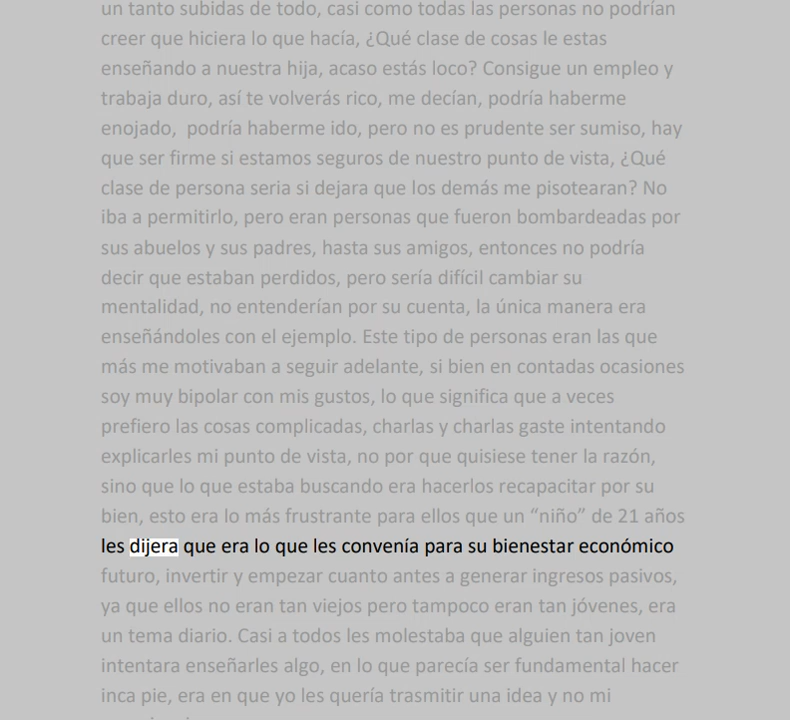 un tanto subidas de todo, casi como todas las personas no podrían
creer que hiciera lo que hacía, ¿Qué clase de cosas le estas
enseñando a nuestra hija, acaso estás loco? Consigue un empleo y
trabaja duro, así te volverás rico, me decían, podría haberme
enojado,  podría haberme ido, pero no es prudente ser sumiso, hay
que ser firme si estamos seguros de nuestro punto de vista, ¿Qué
clase de persona seria si dejara que los demás me pisotearan? No
iba a permitirlo, pero eran personas que fueron bombardeadas por
sus abuelos y sus padres, hasta sus amigos, entonces no podría
decir que estaban perdidos, pero sería difícil cambiar su
mentalidad, no entenderían por su cuenta, la única manera era
enseñándoles con el ejemplo. Este tipo de personas eran las que
más me motivaban a seguir adelante, si bien en contadas ocasiones
soy muy bipolar con mis gustos, lo que significa que a veces
prefiero las cosas complicadas, charlas y charlas gaste intentando
explicarles mi punto de vista, no por que quisiese tener la razón,
sino que lo que estaba buscando era hacerlos recapacitar por su
bien, esto era lo más frustrante para ellos que un “niño” de 21 años
les dijera que era lo que les convenía para su bienestar económico
futuro, invertir y empezar cuanto antes a generar ingresos pasivos,
ya que ellos no eran tan viejos pero tampoco eran tan jóvenes, era
un tema diario. Casi a todos les molestaba que alguien tan joven
intentara enseñarles algo, en lo que parecía ser fundamental hacer
inca pie, era en que yo les quería trasmitir una idea y no mi